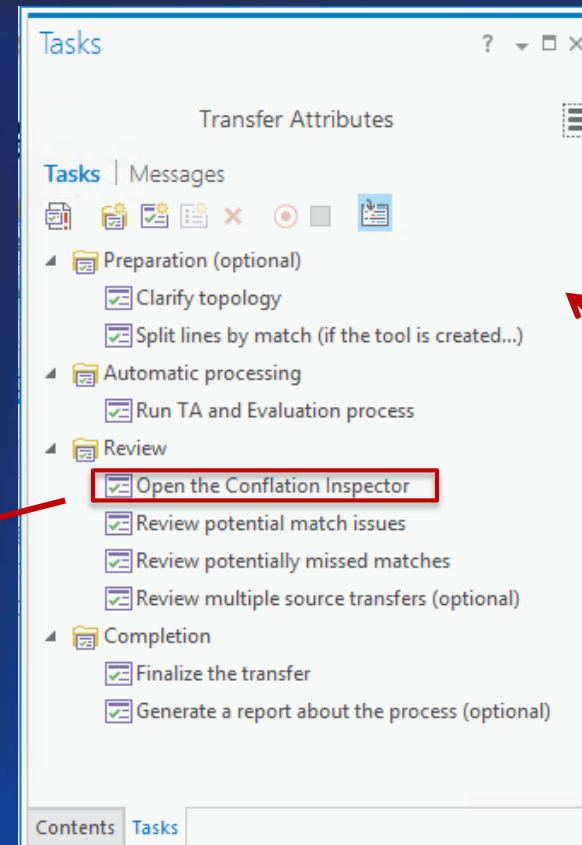 Tasks
Transfer Attributes
Tasks | Messages
Preparation (optional)
Clarify topology
Split lines by match (if the tool is created...)
Automatic processing
Run TA and Evaluation process
Review
Open the Conflation Inspector
Review potential match issues
Review potentially missed matches
Review multiple source transfers (optional)
Completion
Finalize the transfer
Generate a report about the process (optional)
Contents Tasks